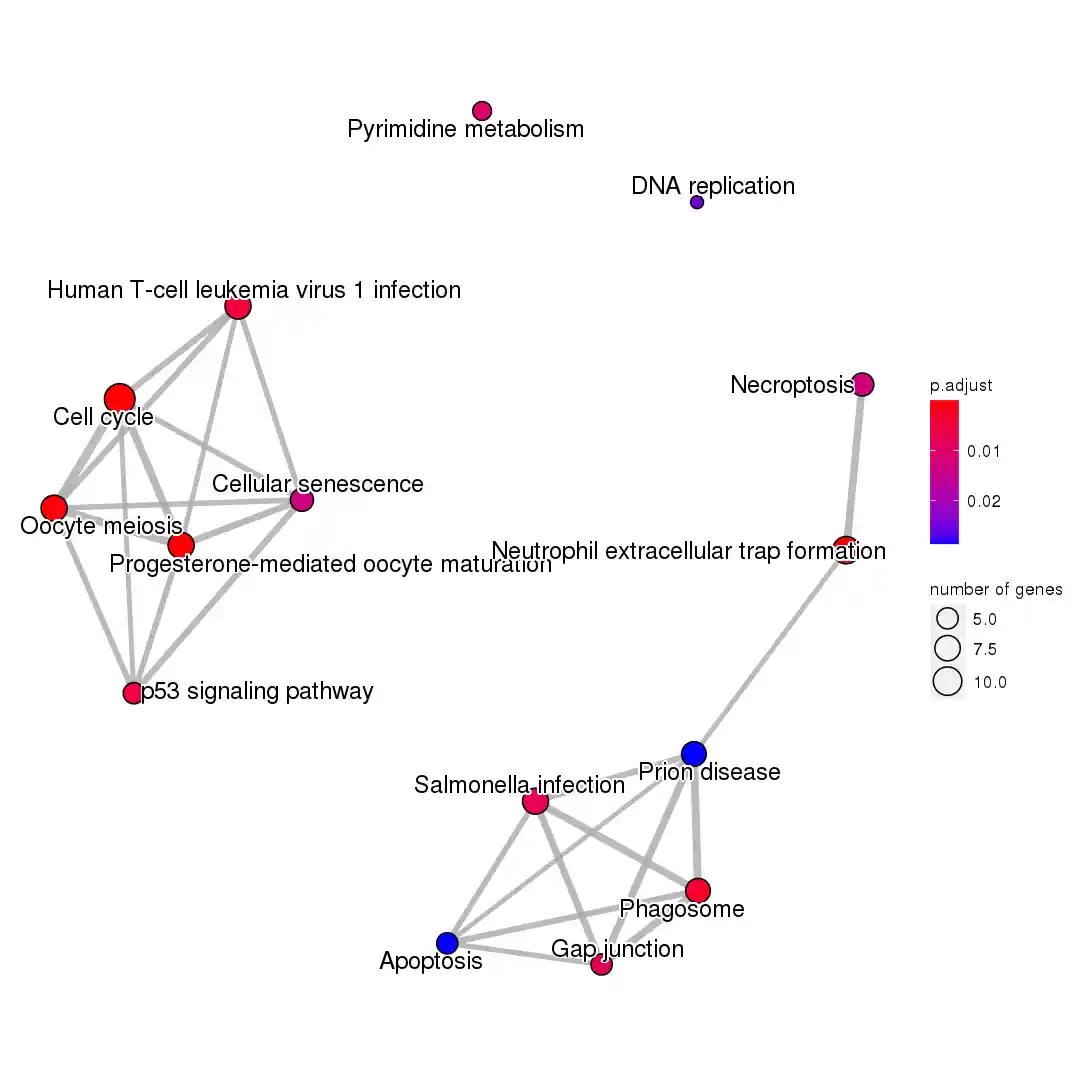 Pyrimidine metabolism
DNA replication
Human T-cell leukemia virus 1 infection
Necroptosis
Cell cycle
Cellular senescence
Oocyte meiosis
Neutrophil extracellular trap formation
Progesterone-mediated oocyte maturation
p53 signaling pathway
Prion disease
Salmonella infection
Phagosome
Gap junction
Apoptosis
p.adjust
0.01
0.02
number of genes
5.0
7.5
10.0